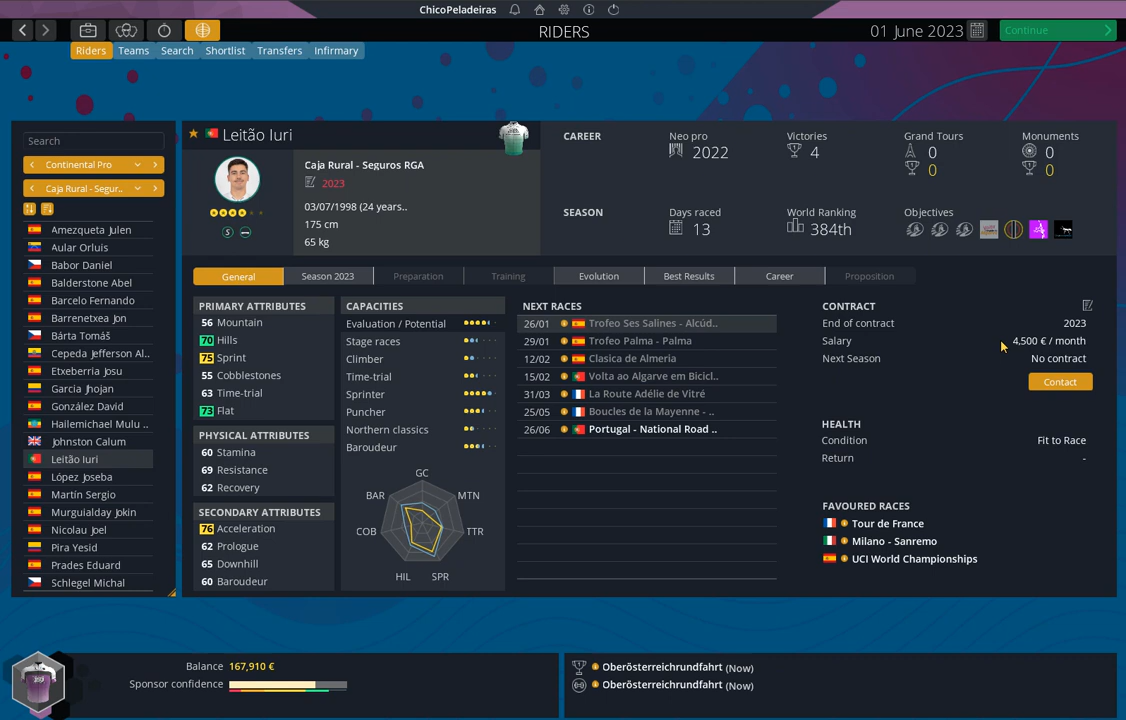 ChicoPeladeiras
RIDERS
01 June 2023
Continue
Riders Teams Search Shortlist Transfers Infirmary
Search
Continental Pro
Caja Rural - Segur..
Amezqueta Julen
Aular Orluis
Babor Daniel
Balderstone Abel
Barcelo Fernando
Barrenetxea Jon
Bárta Tomáš
Cepeda Jefferson Al..
Etxeberria Josu
Garcia Jhojan
González David
Hailemichael Mulu ..
Johnston Calum
Leitão Iuri
López Joseba
Martín Sergio
Murguialday Jokin
Nicolau Joel
Pira Yesid
Prades Eduard
Schlegel Michal
Leitão Iuri
Caja Rural - Seguros RGA
2023
03/07/1998 (24 years..
175 cm
65 kg
S
CAREER
Neo pro
2022
Victories
4
Grand Tours
0
0
Monuments
0
0
SEASON
Days raced
13
World Ranking
384th
Objectives
General Season 2023 Preparation Training Evolution Best Results Career Proposition
PRIMARY ATTRIBUTES
56 Mountain
70 Hills
75 Sprint
55 Cobblestones
63 Time-trial
73 Flat
PHYSICAL ATTRIBUTES
60 Stamina
69 Resistance
62 Recovery
SECONDARY ATTRIBUTES
76 Acceleration
62 Prologue
65 Downhill
60 Baroudeur
CAPACITIES
Evaluation / Potential
Stage races
Climber
Time-trial
Sprinter
Puncher
Northern classics
Baroudeur
GC
BAR MTN
COB TTR
HIL SPR
NEXT RACES
26/01 Trofeo Ses Salines - Alcúd..
29/01 Trofeo Palma - Palma
12/02 Clasica de Almeria
15/02 Volta ao Algarve em Bicicl..
31/03 La Route Adélie de Vitré
25/05 Boucles de la Mayenne - ..
26/06 Portugal - National Road ..
CONTRACT
End of contract 2023
Salary 4,500 € / month
Next Season No contract
Contact
HEALTH
Condition Fit to Race
Return -
FAVOURED RACES
Tour de France
Milano - Sanremo
UCI World Championships
Balance 167,910 €
Sponsor confidence
Oberösterreichrundfahrt (Now)
Oberösterreichrundfahrt (Now)